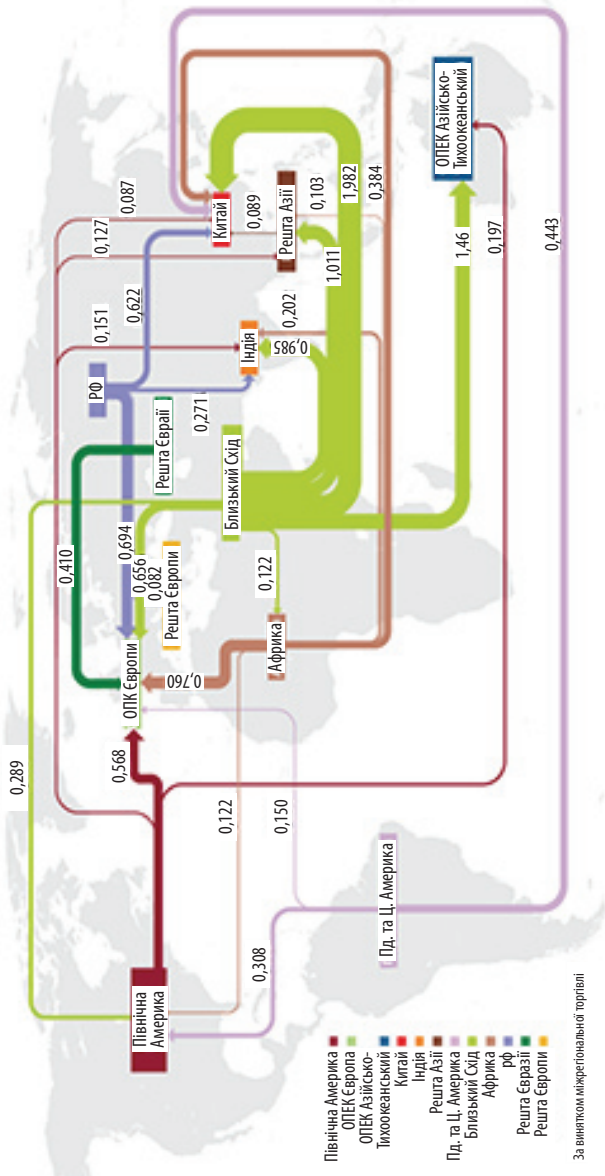 0,289
0,087
0,127
0,151
0,622
РФ
0,410
0,694
0,656
0,082
0,271
Решта Євраії
Решта Європи
ОПК Європи
0,568
0,760
Північна
Америка
0,122
0,150
0,308
Пд. та Ц. Америка
Африка
0,122
Близький Схід
Індія
0,985
0,202
Китай
0,089
Решта Азії
0,103
1,011
1,982
0,384
ОПЕК Азійсько-
Тихоокеанський
1,46
0,197
0,443
Північна Америка
ОПЕК Європа
ОПЕК Азійсько-
Тихоокеанський
Китай
Індія
Решта Азії
Пд. та Ц. Америка
Близький Схід
Африка
рф
Решта Євразії
Решта Європи
За винятком міжрегіональної торгівлі